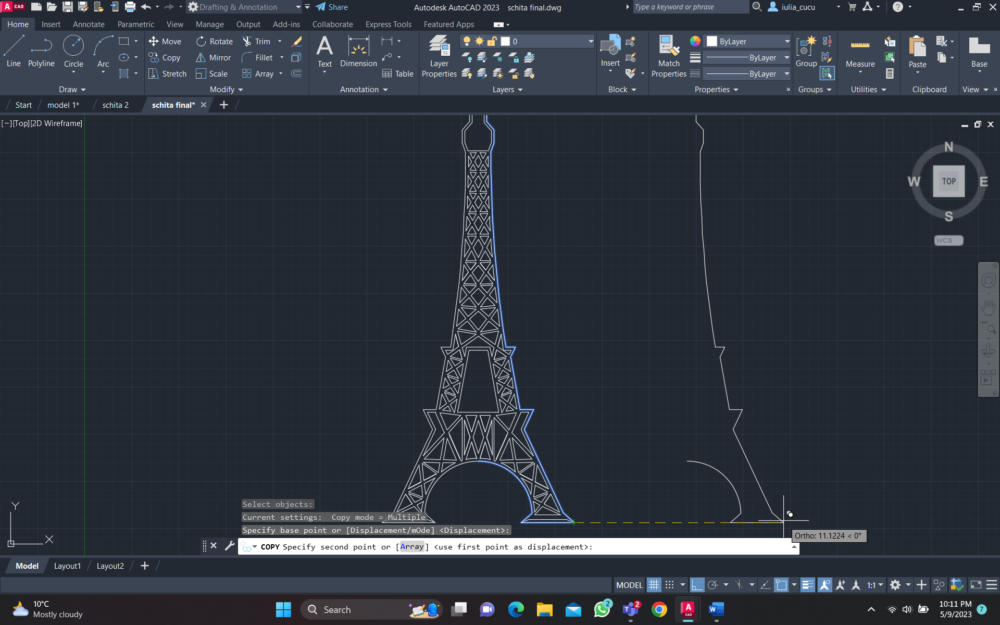 A CAD
Drafting & Annotation
Share
Autodesk AutoCAD 2023 schita final.dwg
Type a keyword or phrase
iulia_cucu
?
Home Insert Annotate Parametric View Manage Output Add-ins Collaborate Express Tools Featured Apps
Line Polyline Circle Arc
Draw
Move Rotate Trim
Copy Mirror Fillet
Stretch Scale Array
Modify
A
Text Dimension
Table
Annotation
Layer
Properties
0
Layers
Insert
Block
Match
Properties
ByLayer
ByLayer
ByLayer
Properties
Group
Groups
Measure
Utilities
Paste
Clipboard
Base
View
Start model 1* schita 2 schita final*
[−][Top][2D Wireframe]
N
W TOP E
S
WCS
Y
X
Select objects:
Current settings:  Copy mode = Multiple
Specify base point or [Displacement/mOde] <Displacement>:
COPY Specify second point or [Array] <use first point as displacement>:
Ortho: 11.1224 < 0°
Model Layout1 Layout2
MODEL
1:1
10°C
Mostly cloudy
Search
2
2
A CAD
W
10:11 PM
5/9/2023
7